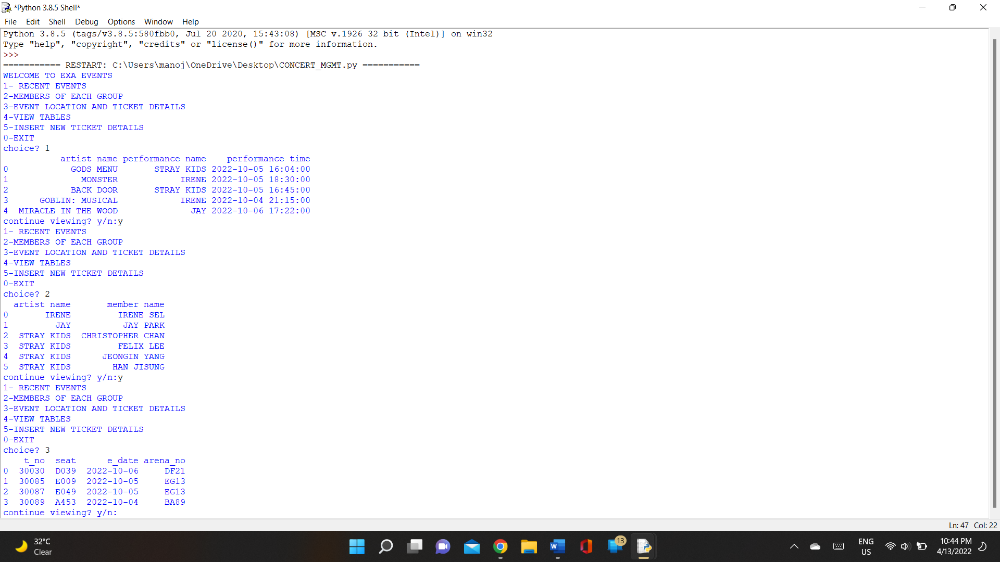 *Python 3.8.5 Shell*
File Edit Shell Debug Options Window Help
Python 3.8.5 (tags/v3.8.5:580fbb0, Jul 20 2020, 15:43:08) [MSC v.1926 32 bit (Intel)] on win32
Type "help", "copyright", "credits" or "license()" for more information.
>>>
=========== RESTART: C:\Users\manoj\OneDrive\Desktop\CONCERT_MGMT.py ===========
WELCOME TO EXA EVENTS
1- RECENT EVENTS
2-MEMBERS OF EACH GROUP
3-EVENT LOCATION AND TICKET DETAILS
4-VIEW TABLES
5-INSERT NEW TICKET DETAILS
0-EXIT
choice? 1
artist name performance name performance time
0 GODS MENU STRAY KIDS 2022-10-05 16:04:00
1 MONSTER IRENE 2022-10-05 18:30:00
2 BACK DOOR STRAY KIDS 2022-10-05 16:45:00
3 GOBLIN: MUSICAL IRENE 2022-10-04 21:15:00
4 MIRACLE IN THE WOOD JAY 2022-10-06 17:22:00
continue viewing? y/n:y
1- RECENT EVENTS
2-MEMBERS OF EACH GROUP
3-EVENT LOCATION AND TICKET DETAILS
4-VIEW TABLES
5-INSERT NEW TICKET DETAILS
0-EXIT
choice? 2
artist name member name
0 IRENE IRENE SEL
1 JAY JAY PARK
2 STRAY KIDS CHRISTOPHER CHAN
3 STRAY KIDS FELIX LEE
4 STRAY KIDS JEONGIN YANG
5 STRAY KIDS HAN JISUNG
continue viewing? y/n:y
1- RECENT EVENTS
2-MEMBERS OF EACH GROUP
3-EVENT LOCATION AND TICKET DETAILS
4-VIEW TABLES
5-INSERT NEW TICKET DETAILS
0-EXIT
choice? 3
t_no seat e_date arena_no
0 30030 D039 2022-10-06 DF21
1 30085 E009 2022-10-05 EG13
2 30087 E049 2022-10-05 EG13
3 30089 A453 2022-10-04 BA89
continue viewing? y/n:
Ln: 47 Col: 22
32°C
Clear
W
13
ENG
US
10:44 PM
4/13/2022